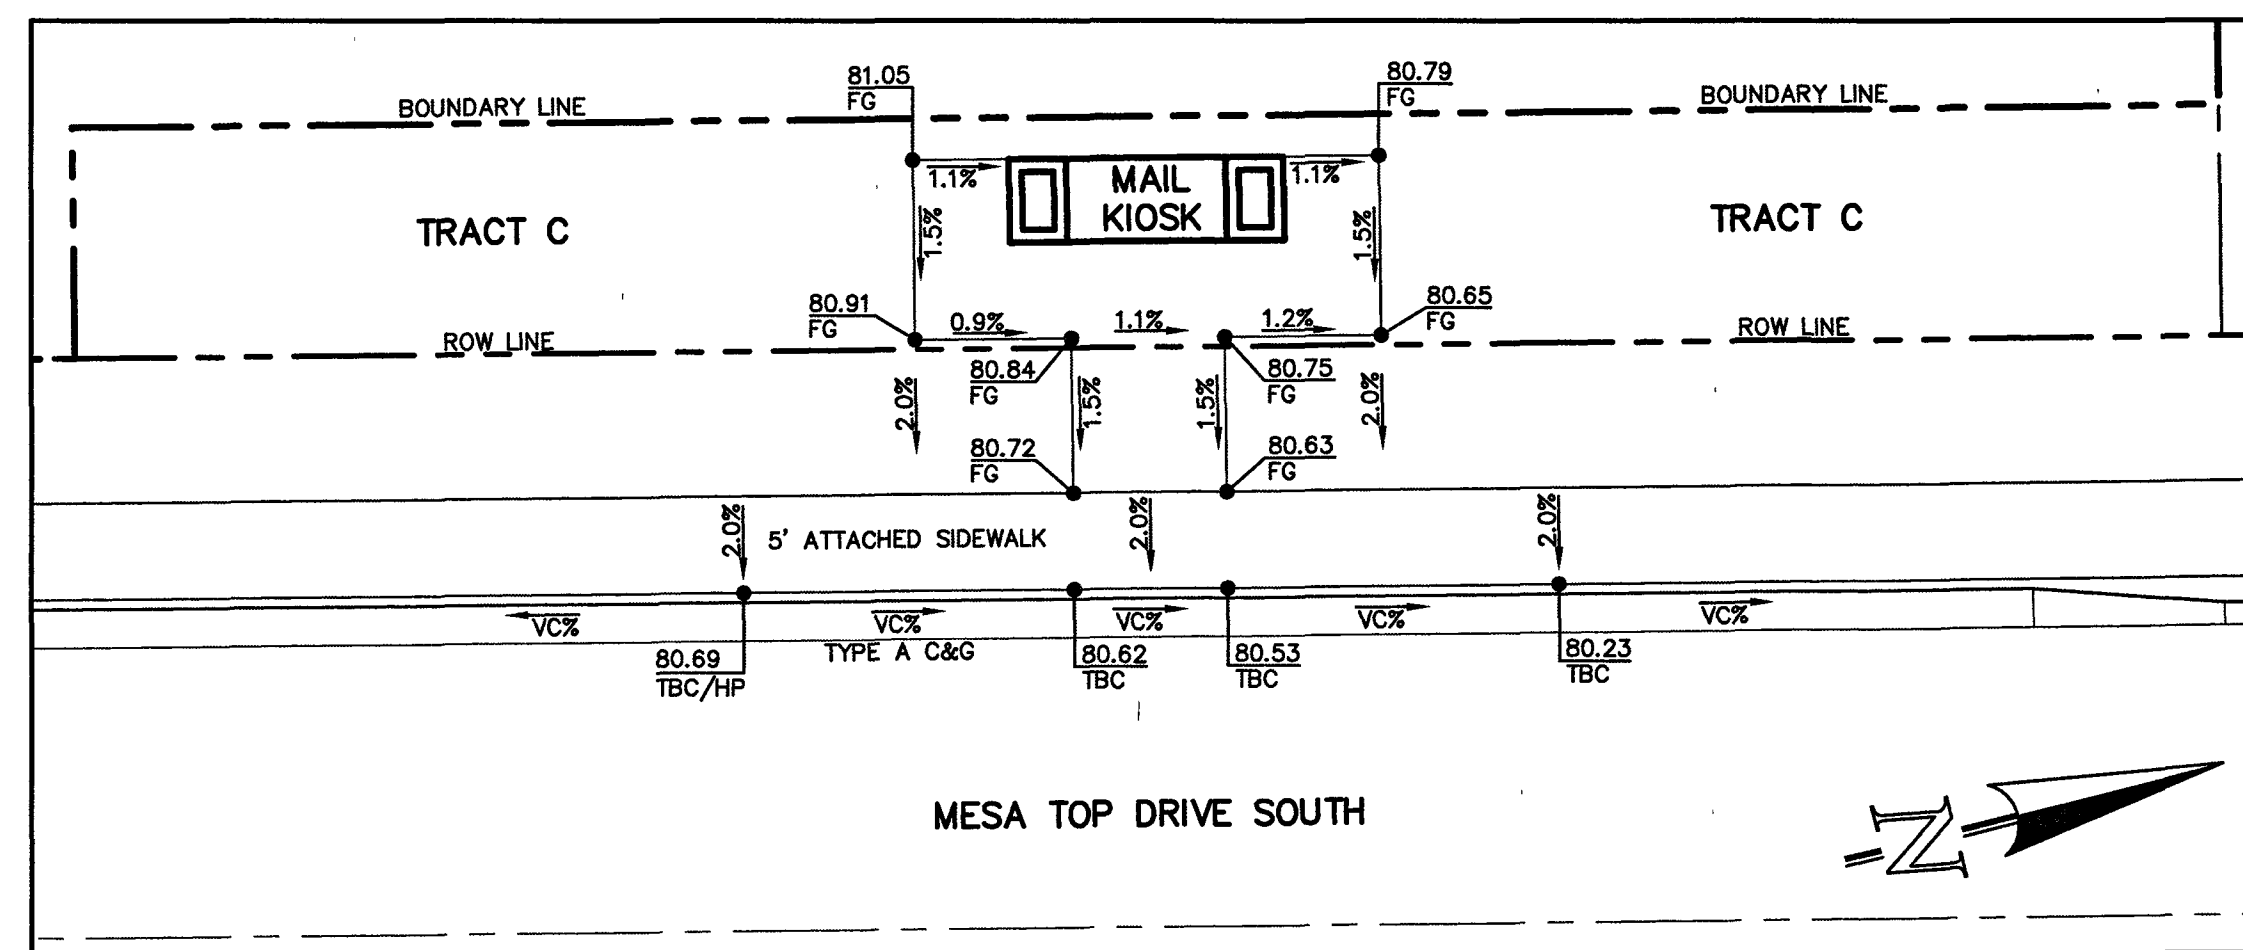 81.05
FG
80.79
FG
BOUNDARY LINE
BOUNDARY LINE
1.1%
MAIL
KIOSK
1.1%
TRACT C
1.5%
1.5%
TRACT C
80.91
FG
0.9%
1.1%
1.2%
80.65
FG
ROW LINE
ROW LINE
80.84
FG
80.75
FG
2.0%
1.5%
1.5%
2.0%
80.72
FG
80.63
FG
2.0%
5' ATTACHED SIDEWALK
2.0%
2.0%
VC%
VC%
VC%
VC%
VC%
TYPE A C&G
80.69
TBC/HP
80.62
TBC
80.53
TBC
80.23
TBC
MESA TOP DRIVE SOUTH
N